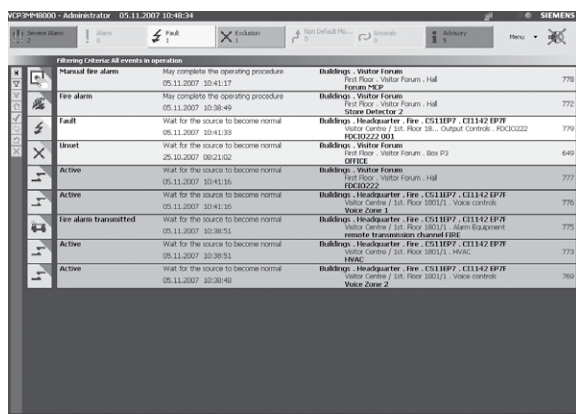 VCP3MM8000 - Administrator 05.11.2007 10:48:34 SIEMENS
Severe Alarm 2 Alarm 0 Fault 1 Exclusion 1 Non Default Mo... 0 Anomaly 0 Advisory 5 Menu
Filtering Criteria: All events in operation
Manual fire alarm May complete the operating procedure Buildings . Visitor Forum
First Floor . Visitor Forum . Hall 778
05.11.2007 10:41:17 Forum MCP
Fire alarm May complete the operating procedure Buildings . Visitor Forum
First Floor . Visitor Forum . Hall 772
05.11.2007 10:38:49 Store Detector 2
Fault Wait for the source to become normal Buildings . Headquarter . Fire . CS11EP7 . CI1142 EP7F
Visitor Centre / 1st. Floor 18... Output Controls . FDCIO222 779
05.11.2007 10:41:33 FDCIO222 001
Unset Wait for the source to become normal Buildings . Visitor Forum
First Floor . Visitor Forum . Box P3 649
25.10.2007 08:21:02 OFFICE
Active Wait for the source to become normal Buildings . Visitor Forum
First Floor . Visitor Forum . Hall 777
05.11.2007 10:41:16 FDCIO222
Active Wait for the source to become normal Buildings . Headquarter . Fire . CS11EP7 . CI1142 EP7F
Visitor Centre / 1st. Floor 1801/1 . Voice controls 776
05.11.2007 10:41:16 Voice Zone 1
Fire alarm transmitted Wait for the source to become normal Buildings . Headquarter . Fire . CS11EP7 . CI1142 EP7F
Visitor Centre / 1st. Floor 1801/1 . Alarm Equipment 775
05.11.2007 10:38:51 remote transmission channel FIRE
Active Wait for the source to become normal Buildings . Headquarter . Fire . CS11EP7 . CI1142 EP7F
Visitor Centre / 1st. Floor 1801/1 . HVAC 773
05.11.2007 10:38:51 HVAC
Active Wait for the source to become normal Buildings . Headquarter . Fire . CS11EP7 . CI1142 EP7F
Visitor Centre / 1st. Floor 1801/1 . Voice controls 769
05.11.2007 10:38:48 Voice Zone 2